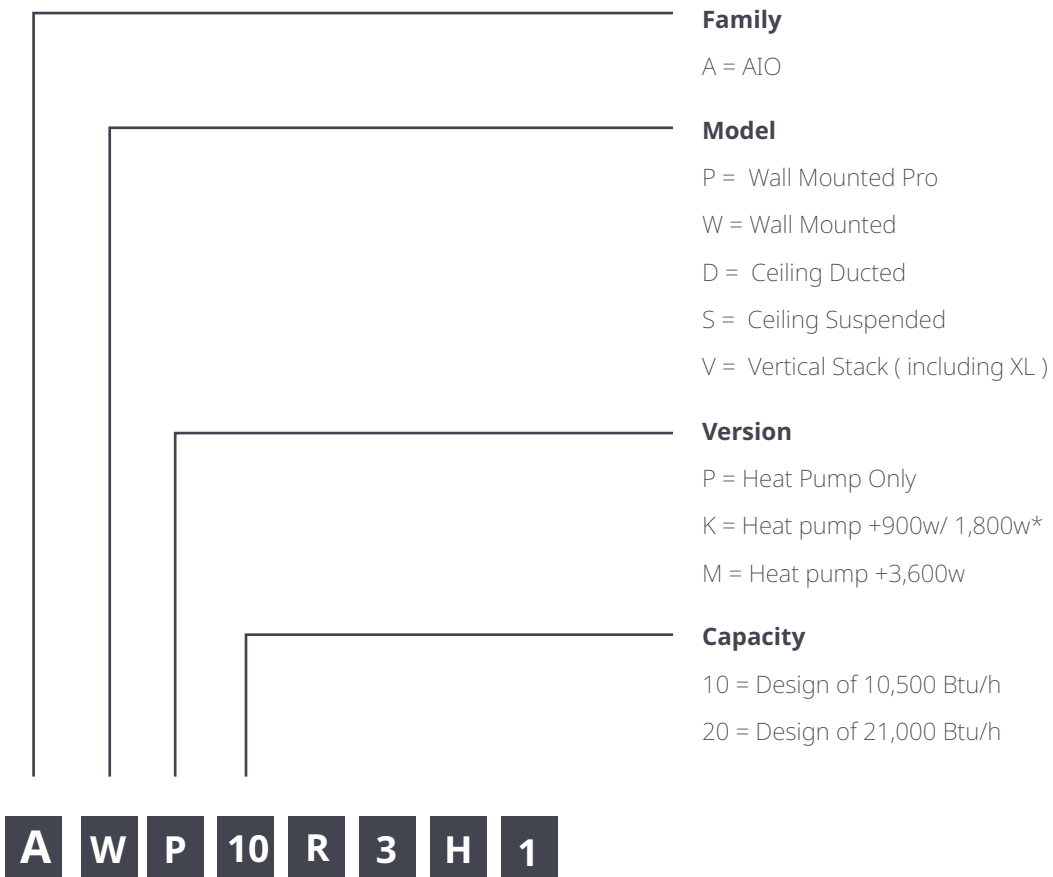 Family
A = AIO
Model
P = Wall Mounted Pro
W = Wall Mounted
D = Ceiling Ducted
S = Ceiling Suspended
V = Vertical Stack ( including XL )
Version
P = Heat Pump Only
K = Heat pump +900w/ 1,800w*
M = Heat pump +3,600w
Capacity
10 = Design of 10,500 Btu/h
20 = Design of 21,000 Btu/h
A W P 10 R 3 H 1